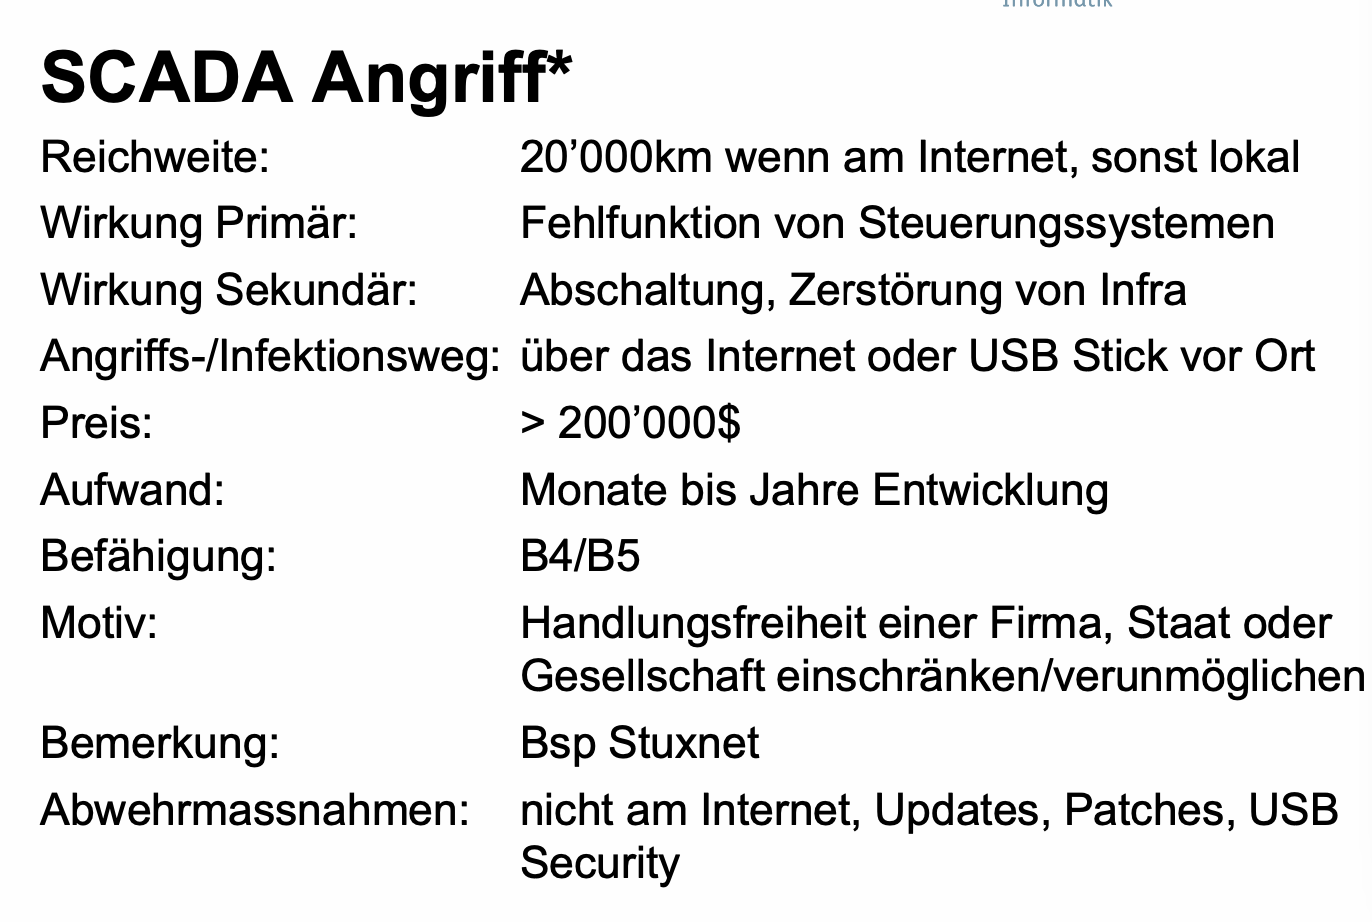 Informatik
SCADA Angriff*
Reichweite: 20’000km wenn am Internet, sonst lokal
Wirkung Primär: Fehlfunktion von Steuerungssystemen
Wirkung Sekundär: Abschaltung, Zerstörung von Infra
Angriffs-/Infektionsweg: über das Internet oder USB Stick vor Ort
Preis: > 200’000$
Aufwand: Monate bis Jahre Entwicklung
Befähigung: B4/B5
Motiv: Handlungsfreiheit einer Firma, Staat oder
Gesellschaft einschränken/verunmöglichen
Bemerkung: Bsp Stuxnet
Abwehrmassnahmen: nicht am Internet, Updates, Patches, USB
Security